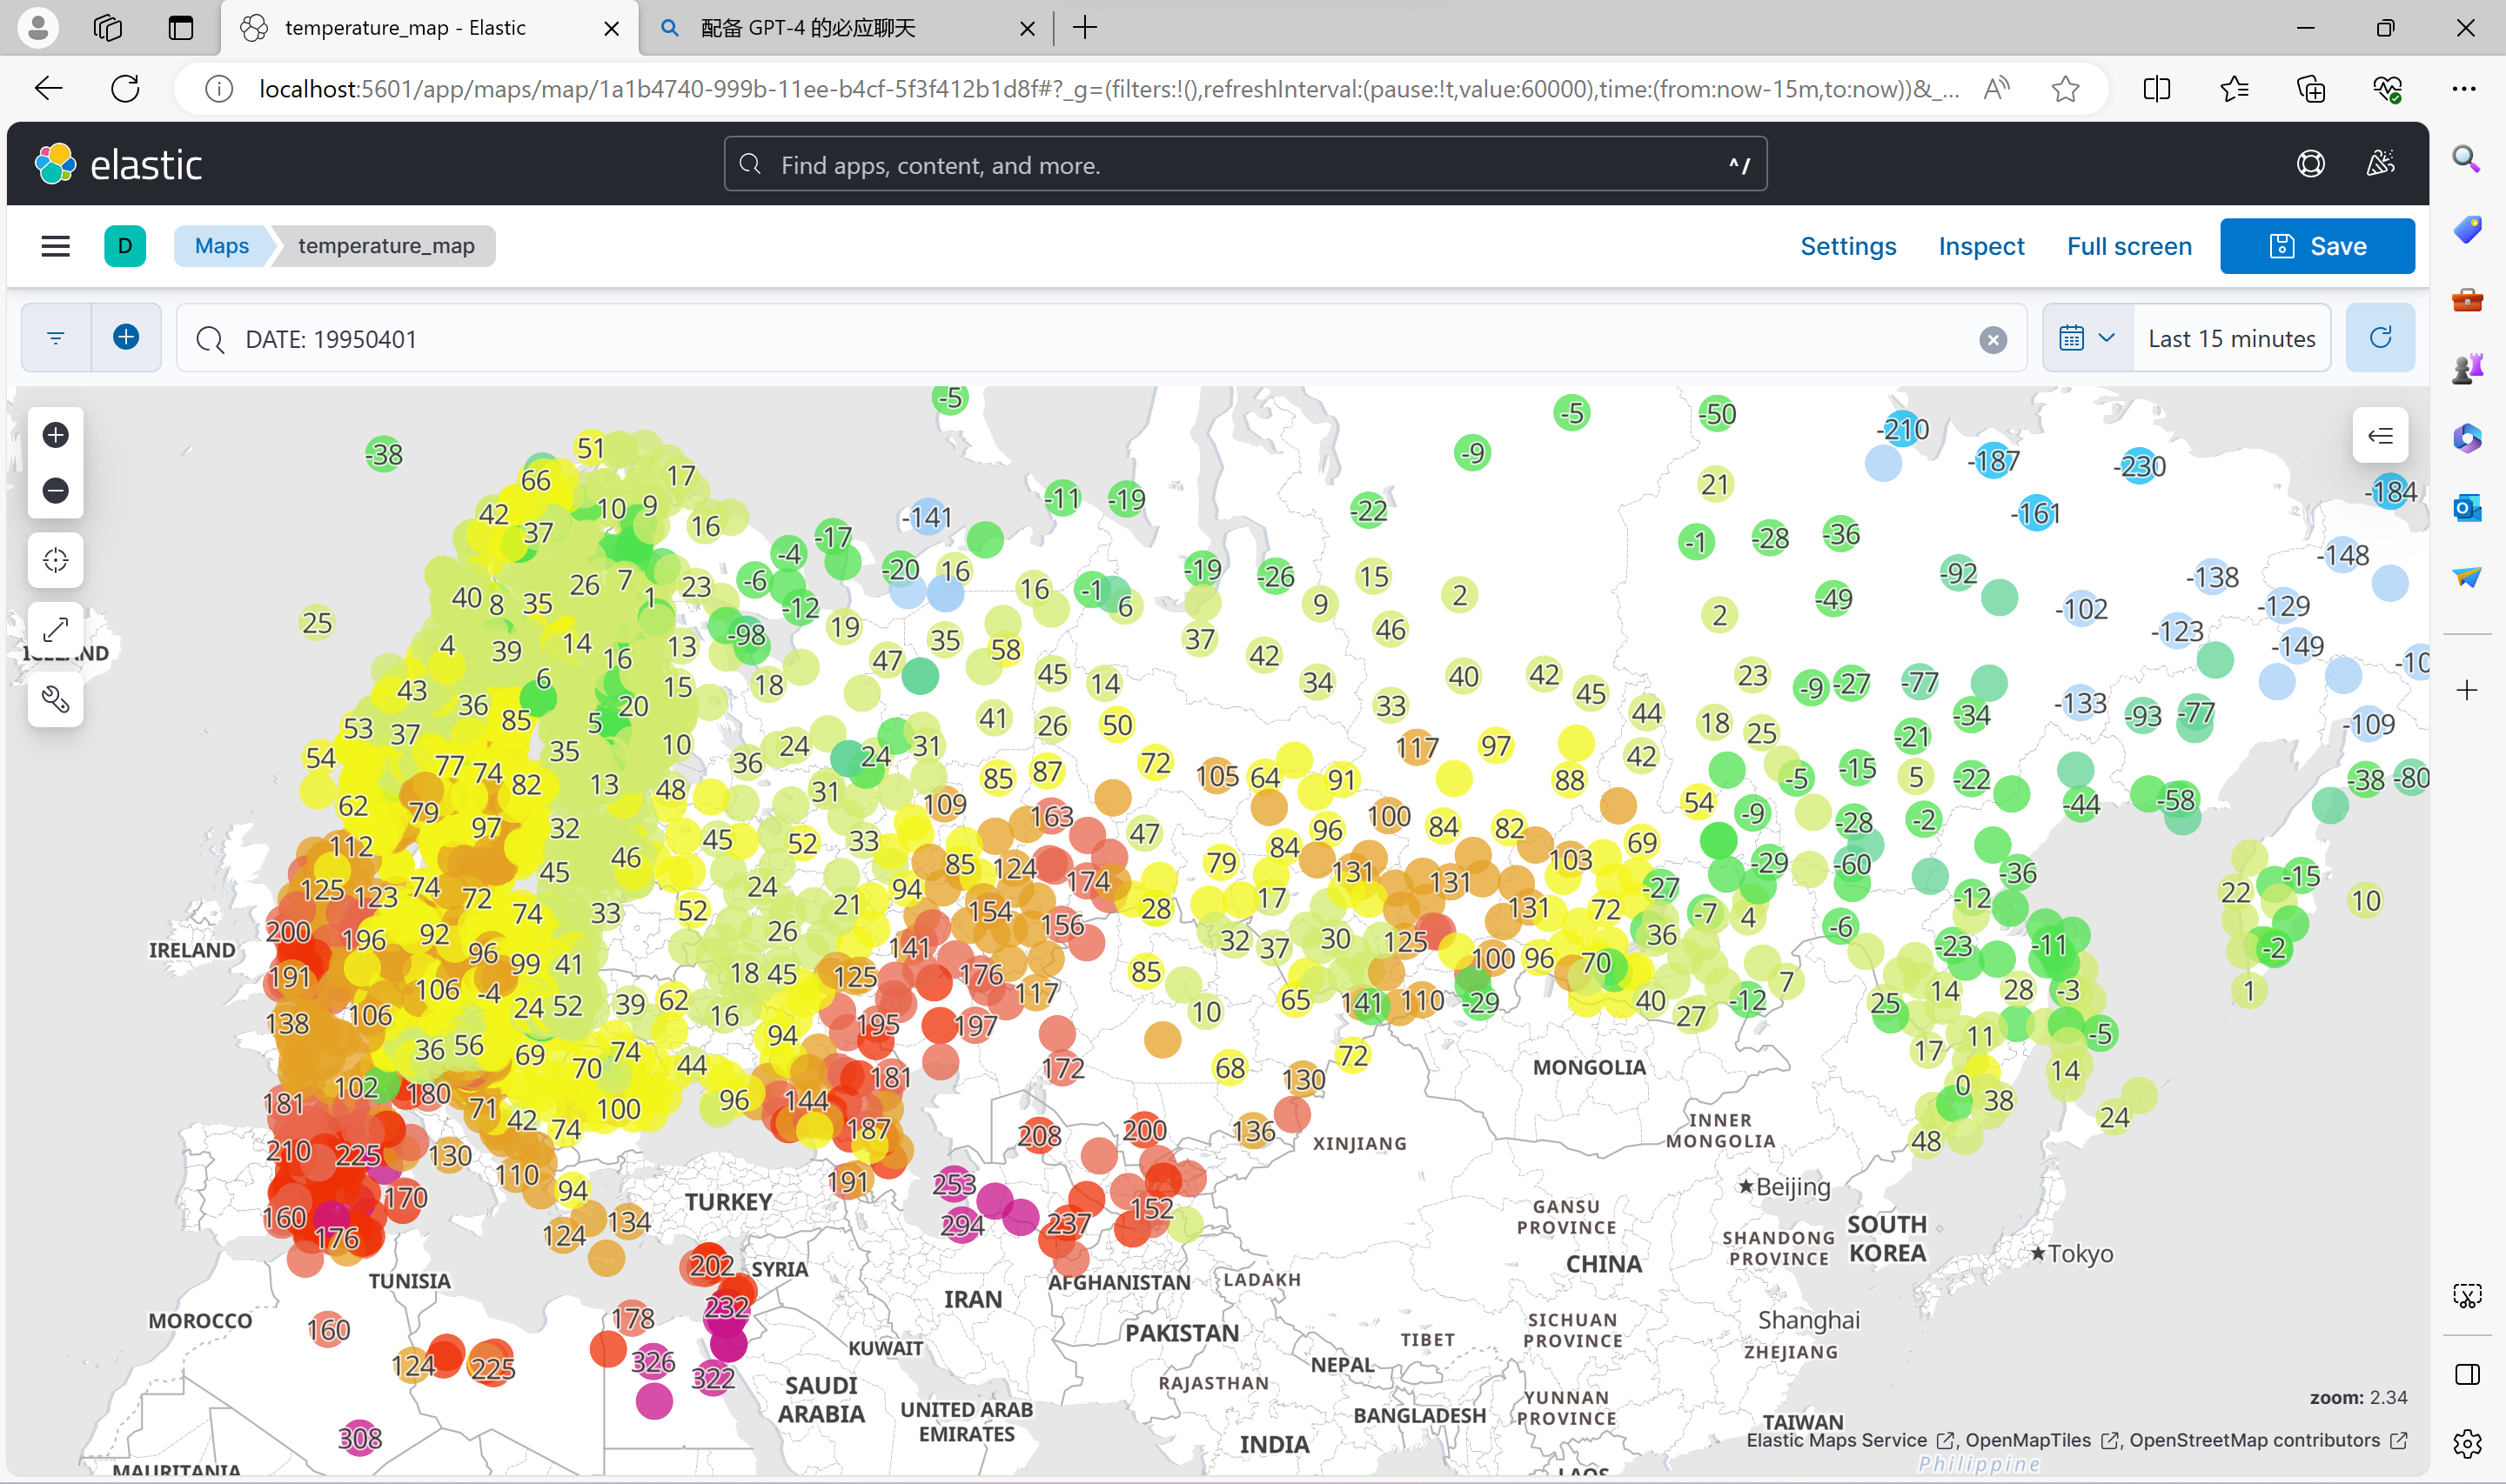 temperature_map - Elastic
配备 GPT-4 的必应聊天
localhost:5601/app/maps/map/1a1b4740-999b-11ee-b4cf-5f3f412b1d8f#?_g=(filters:!(),refreshInterval:(pause:!t,value:60000),time:(from:now-15m,to:now))&_...
elastic
Find apps, content, and more.
^/
D
Maps
temperature_map
Settings
Inspect
Full screen
Save
DATE: 19950401
Last 15 minutes
-5
-5 -50
-38 51 -9 -210 -187 -230
66 17 21 -184
42 10 9 -11 -19 -22 -161
37 16 -141 -17 -1 -28 -36
-4 -20 16 -19 -26 15 -92 -148
26 7 23 -6 16 -1 -138
40 8 35 1 -12 6 9 2 2 -49 -102 -129
25 -98 19 35 37 46 -123
4 39 14 16 13 47 58 42 -149
43 6 15 18 45 14 34 40 42 23 -9 -27 -77 -10
36 20 33 45 -133
53 37 85 5 41 26 50 44 18 25 -34 -93 -77 -109
54 35 10 36 24 24 31 117 97 42 -21
77 74 82 13 48 31 85 87 72 105 64 91 88 -5 -15 5 -22 -38 -80
62 79 97 32 109 163 100 54 -9 -44 -58
112 46 45 52 33 47 96 84 82 -28 -2
125 123 74 72 45 24 85 124 174 79 84 131 131 103 69 -29 -60 -36 -15
74 33 52 21 94 154 28 17 131 72 -27 -7 4 -12 22 10
200 196 92 96 26 141 156 32 37 30 125 36 -6 -23 -11 -2
IRELAND
191 99 41 18 45 125 176 85 100 96 70
106 -4 24 52 39 62 117 65 141 110 -29 40 -12 7 14 28 -3 1
138 106 16 94 195 197 10 27 25
36 56 69 74 11 -5
70 44 172 68 72 17 14
MONGOLIA
102 180 181 130 0
181 71 42 100 96 144 38 24
74 187 208 200 136 48
XINJIANG
INNER
MONGOLIA
210 225 130 110 94 191 253
170 Beijing
TURKEY
160 176 124 134 294 237 152
GANSU
PROVINCE
SOUTH
KOREA
SHANDONG
PROVINCE
Tokyo
202
SYRIA
CHINA
TUNISIA
AFGHANISTAN
LADAKH
IRAN
232
MOROCCO
160 178
PAKISTAN
SICHUAN
PROVINCE
Shanghai
KUWAIT
TIBET
ZHEJIANG
124 225 326 322
NEPAL
SAUDI
ARABIA
RAJASTHAN
YUNNAN
PROVINCE
zoom: 2.34
UNITED ARAB
EMIRATES
BANGLADESH
TAIWAN
308
INDIA
Elastic Maps Service , OpenMapTiles , OpenStreetMap contributors
MAURITANIA
LAOS
Philippine